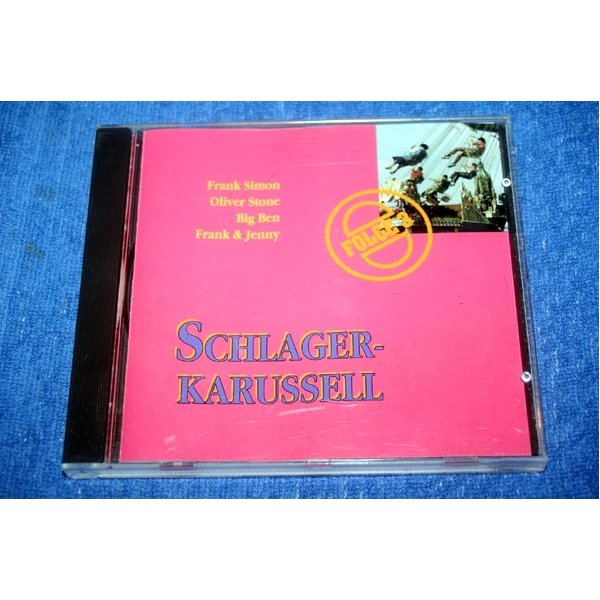 Frank Simon
Oliver Stone
Big Ben
Frank & Jenny
FOLGE 3
SCHLAGER-
KARUSSELL